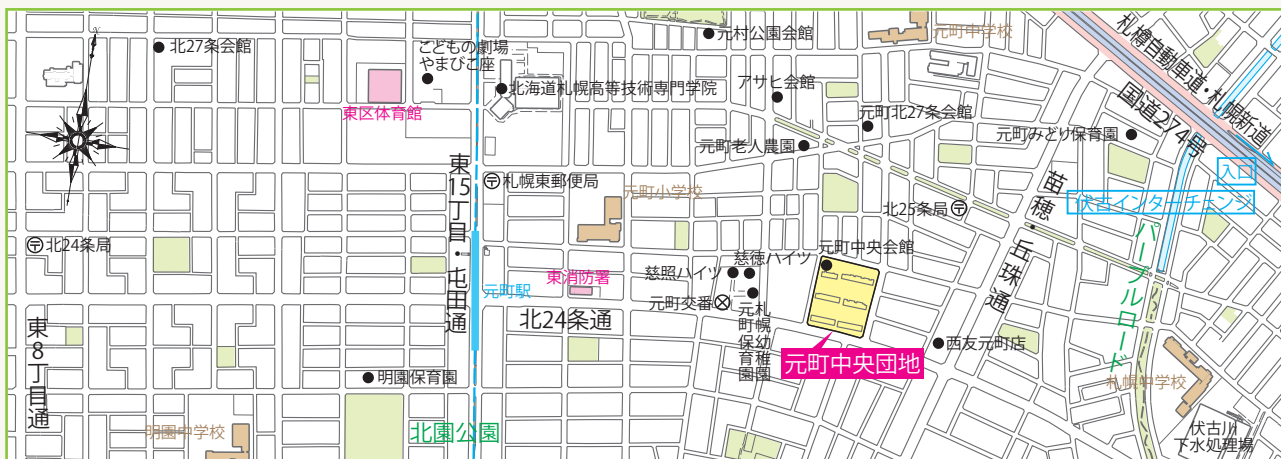 北27条会館
こどもの劇場
やまびこ座
東区体育館
北海道札幌高等技術専門学院
元村公園会館
元町中学校
アサヒ会館
元町北27条会館
元町老人農園
元町みどり保育園
札樽自動車道・札幌新道
国道274号
入口
伏古インターチェンジ
東15丁目・屯田通
札幌東郵便局
元町小学校
北25条局
苗穂・丘珠通
パープルロード
北24条局
元町駅
東消防署
慈照ハイツ
慈徳ハイツ
元町中央会館
元町交番
札幌幼稚園
元町保育園
北24条通
元町中央団地
西友元町店
東8丁目通
明園保育園
明園中学校
北園公園
札幌中学校
伏古川
下水処理場